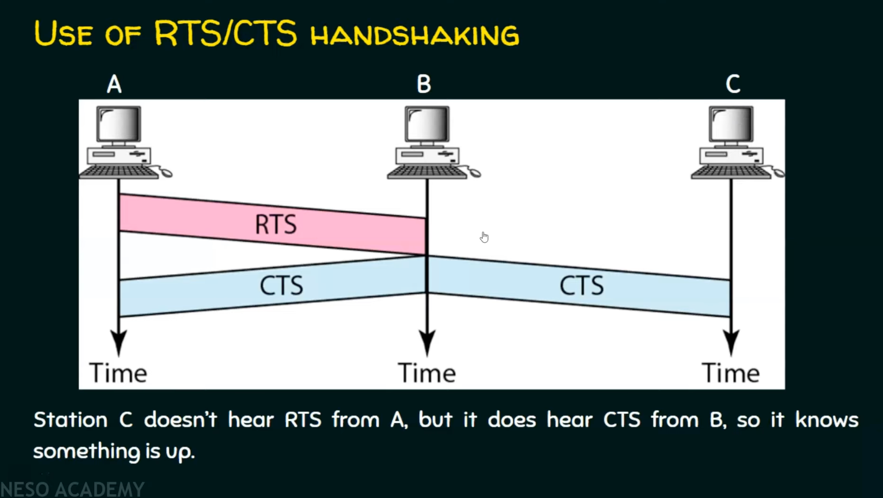 USE OF RTS/CTS HANDSHAKING
A B C
RTS
CTS CTS
Time Time Time
Station C doesn't hear RTS from A, but it does hear CTS from B, so it knows
something is up.
NESO ACADEMY